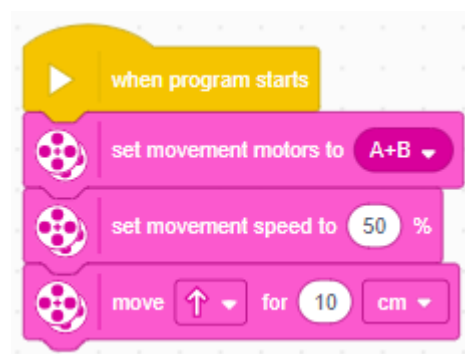 when program starts
set movement motors to A+B
set movement speed to 50 %
move for 10 cm